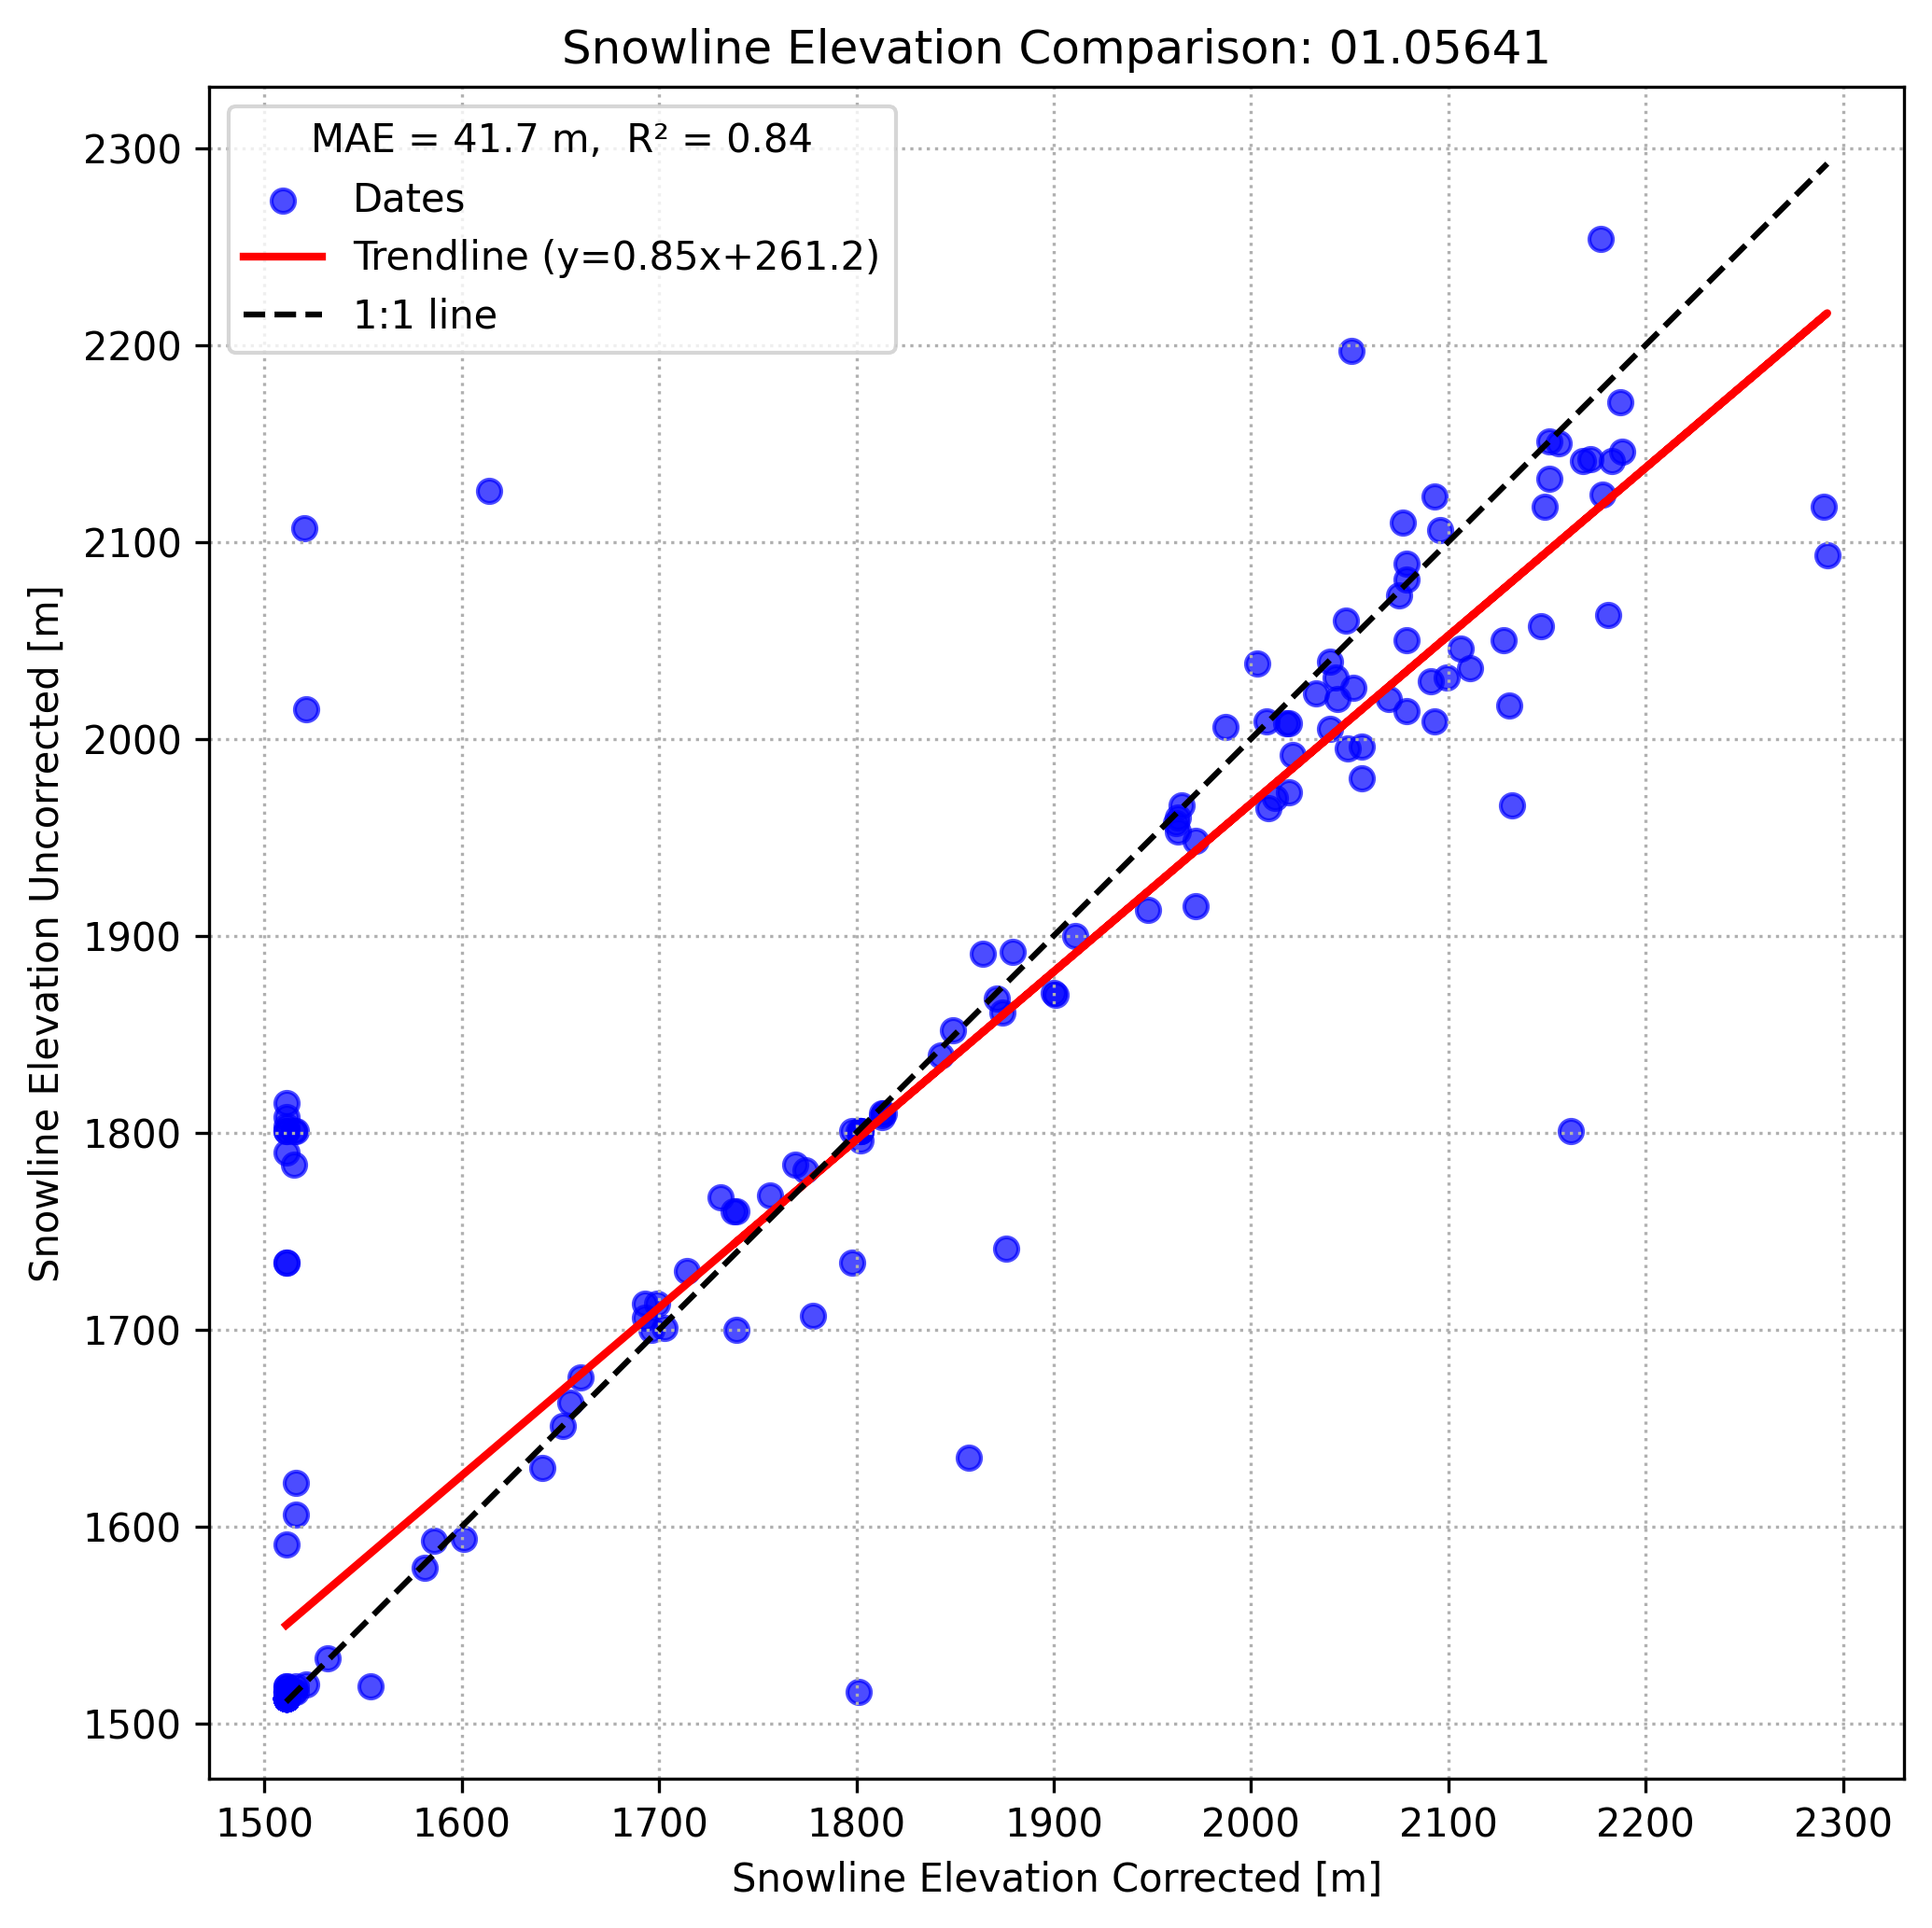 Snowline Elevation Comparison: 01.05641
MAE = 41.7 m,  R² = 0.84
Dates
Trendline (y=0.85x+261.2)
1:1 line
Snowline Elevation Uncorrected [m]
2300
2200
2100
2000
1900
1800
1700
1600
1500
1500 1600 1700 1800 1900 2000 2100 2200 2300
Snowline Elevation Corrected [m]